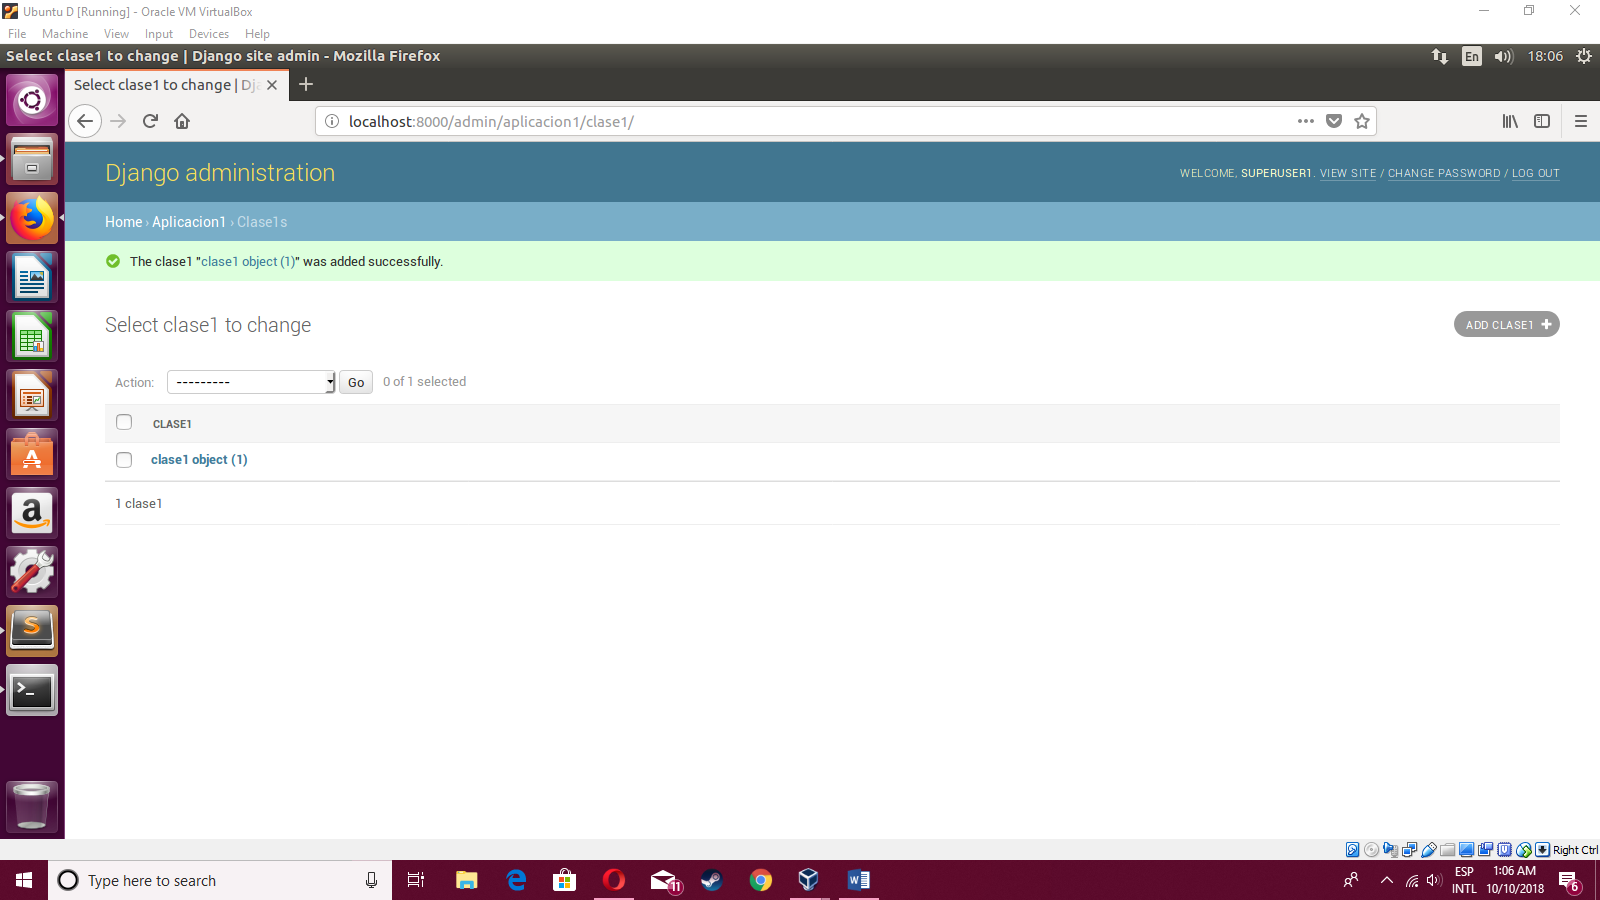 Ubuntu D [Running] - Oracle VM VirtualBox
File Machine View Input Devices Help
Select clase1 to change | Django site admin - Mozilla Firefox
En 18:06
Select clase1 to change | Dj
localhost:8000/admin/aplicacion1/clase1/
Django administration
WELCOME, SUPERUSER1. VIEW SITE / CHANGE PASSWORD / LOG OUT
Home › Aplicacion1 › Clase1s
The clase1 "clase1 object (1)" was added successfully.
Select clase1 to change
ADD CLASE1 +
Action: --------- Go 0 of 1 selected
CLASE1
clase1 object (1)
1 clase1
Right Ctrl
Type here to search
11
ESP
INTL
1:06 AM
10/10/2018
6